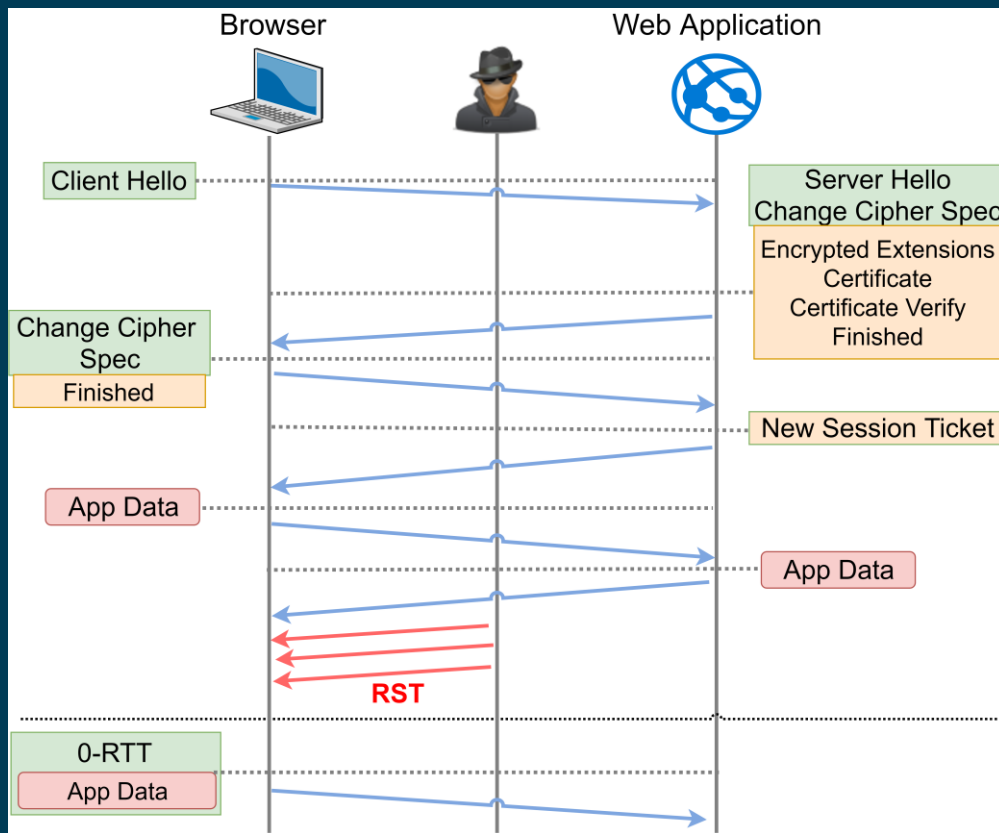 Browser
Web Application
Client Hello
Server Hello
Change Cipher Spec
Encrypted Extensions
Certificate
Certificate Verify
Finished
Change Cipher
Spec
Finished
New Session Ticket
App Data
App Data
RST
0-RTT
App Data